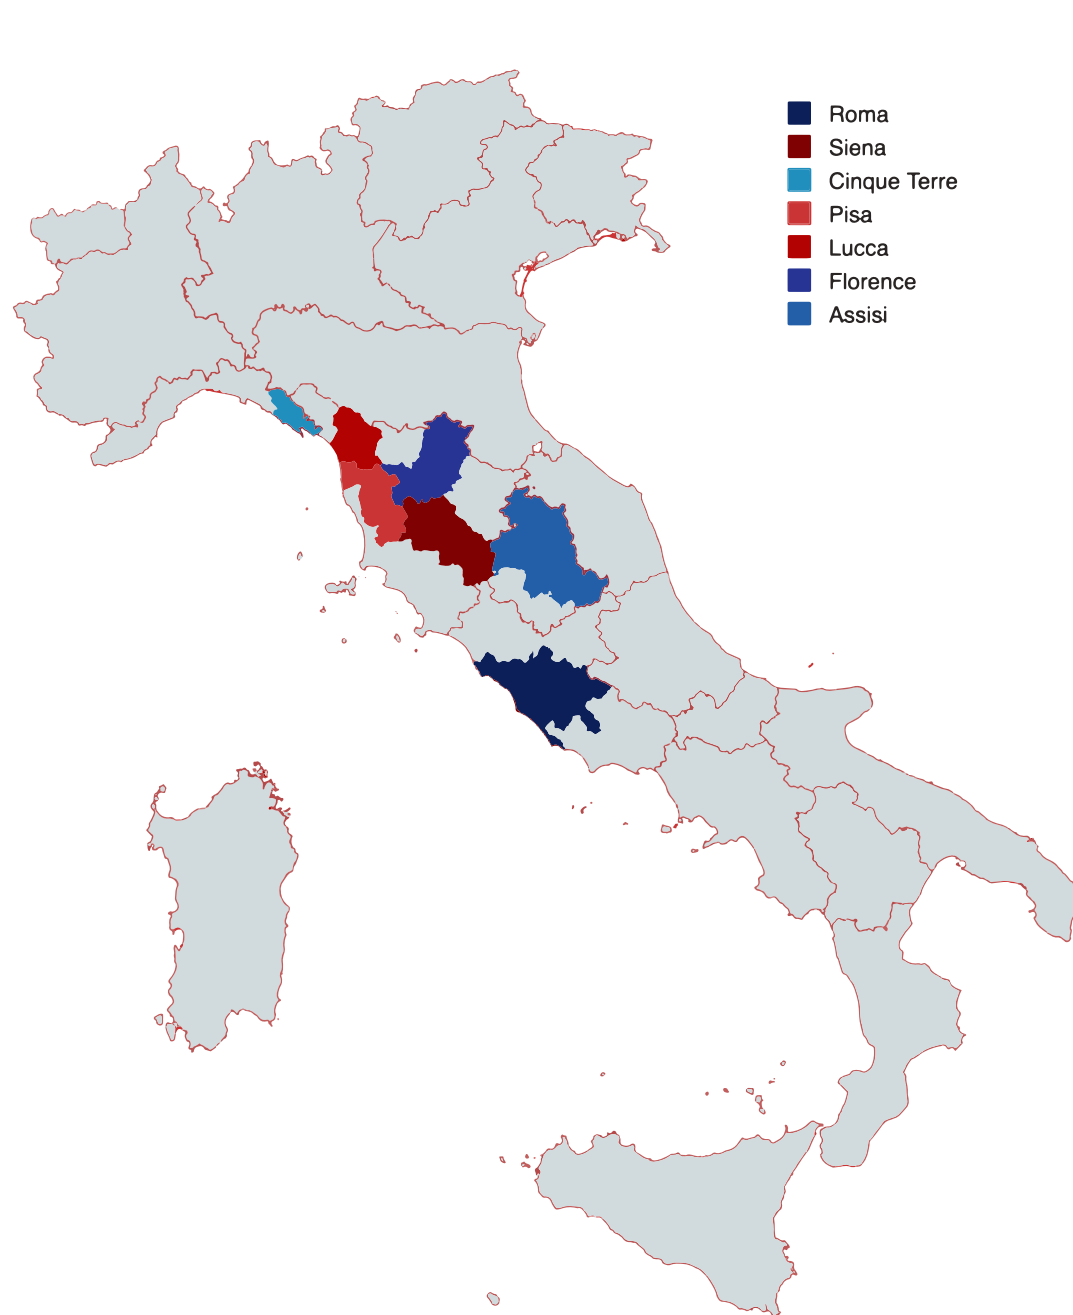 Roma
Siena
Cinque Terre
Pisa
Lucca
Florence
Assisi